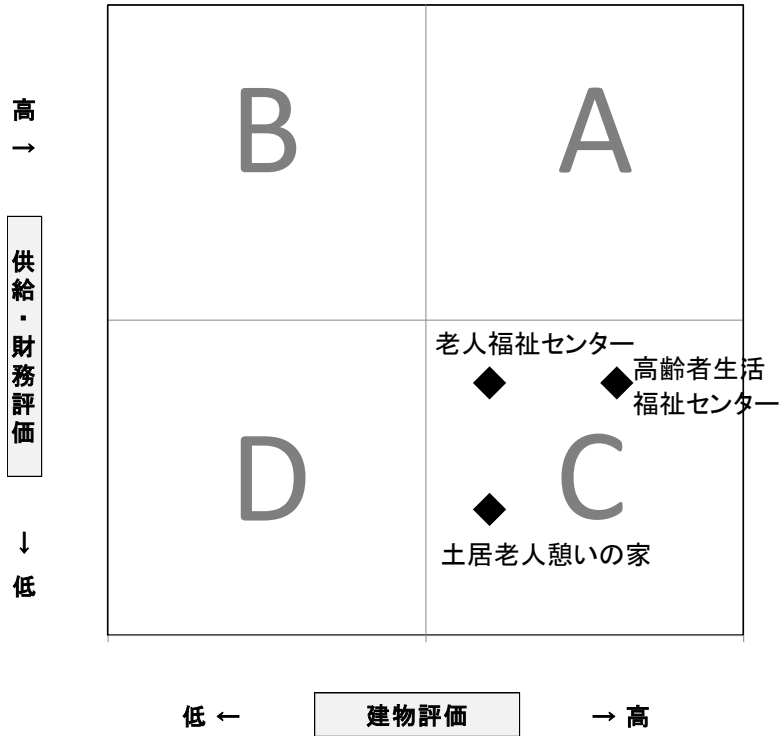 B
A
高
→
供給・財務評価
老人福祉センター
高齢者生活
福祉センター
D
C
土居老人憩いの家
↓
低
低 ←
建物評価
→ 高